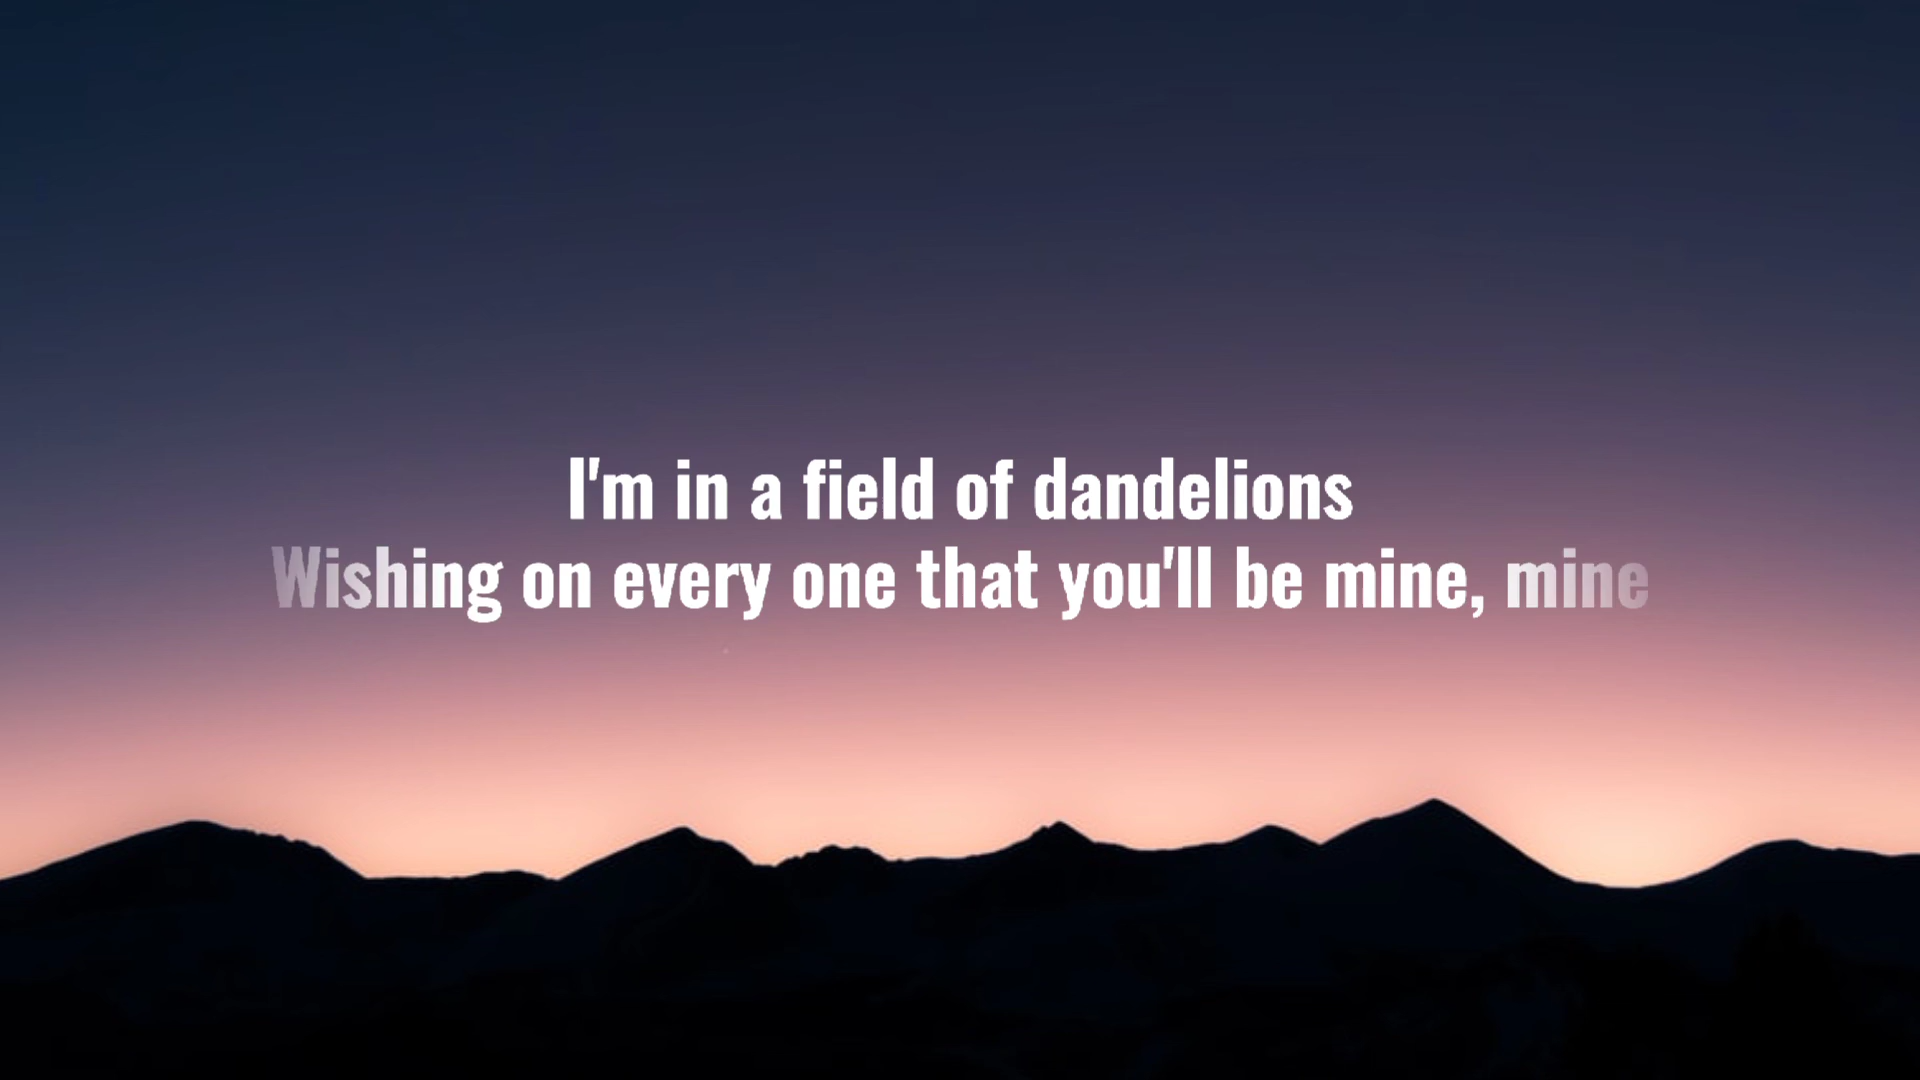 I'm in a field of dandelions
Wishing on every one that you'll be mine, mine